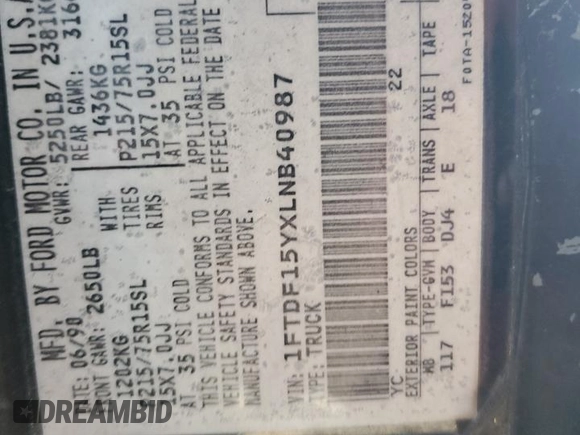 MFD. BY FORD MOTOR CO. IN U.S.A
DATE: 06/90 GVWR: 5250LB/ 2381KG
FRONT GAWR: 2650LB REAR GAWR: 316
1202KG WITH 1436KG
P215/75R15SL TIRES P215/75R15SL
15X7.0JJ RIMS 15X7.0JJ
AT 35 PSI COLD AT 35 PSI COLD
THIS VEHICLE CONFORMS TO ALL APPLICABLE FEDERAL
VEHICLE SAFETY STANDARDS IN EFFECT ON THE DATE
MANUFACTURE SHOWN ABOVE.
VIN: 1FTDF15YXLNB40987
TYPE: TRUCK
22
YC
EXTERIOR PAINT COLORS
WB TYPE-GVM BODY TRANS AXLE TAPE
117 F153 DJ4 E 18
FOTA-1520
DREAMBID